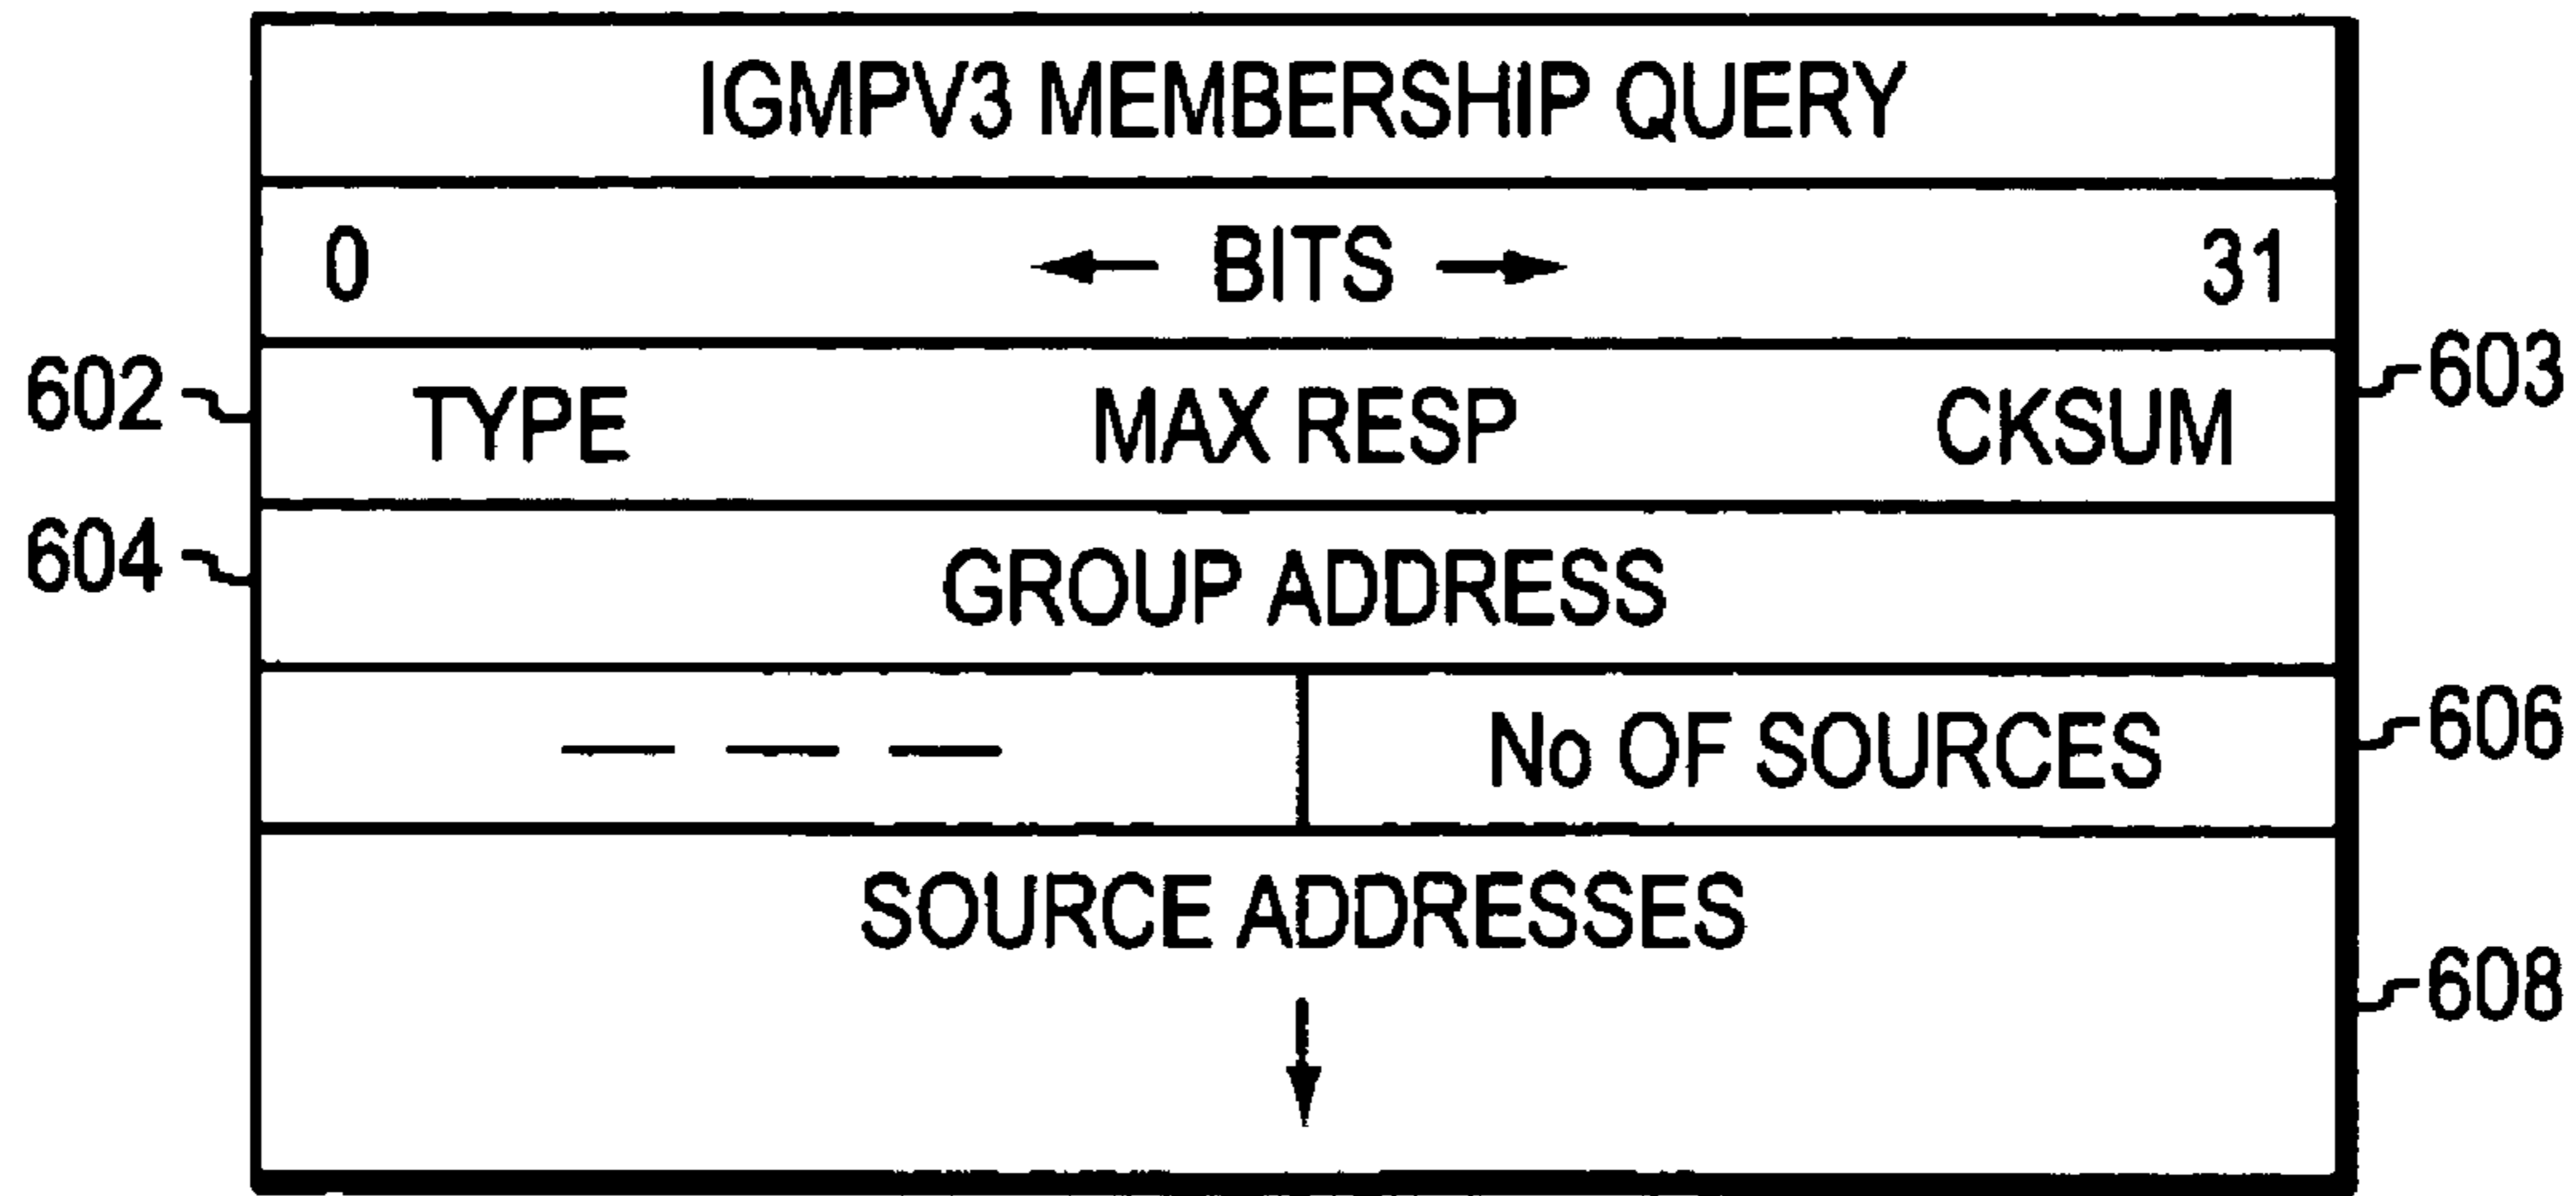 IGMPV3 MEMBERSHIP QUERY
0 ← BITS → 31
602 TYPE MAX RESP CKSUM 603
604 GROUP ADDRESS
— — — No OF SOURCES 606
SOURCE ADDRESSES
608